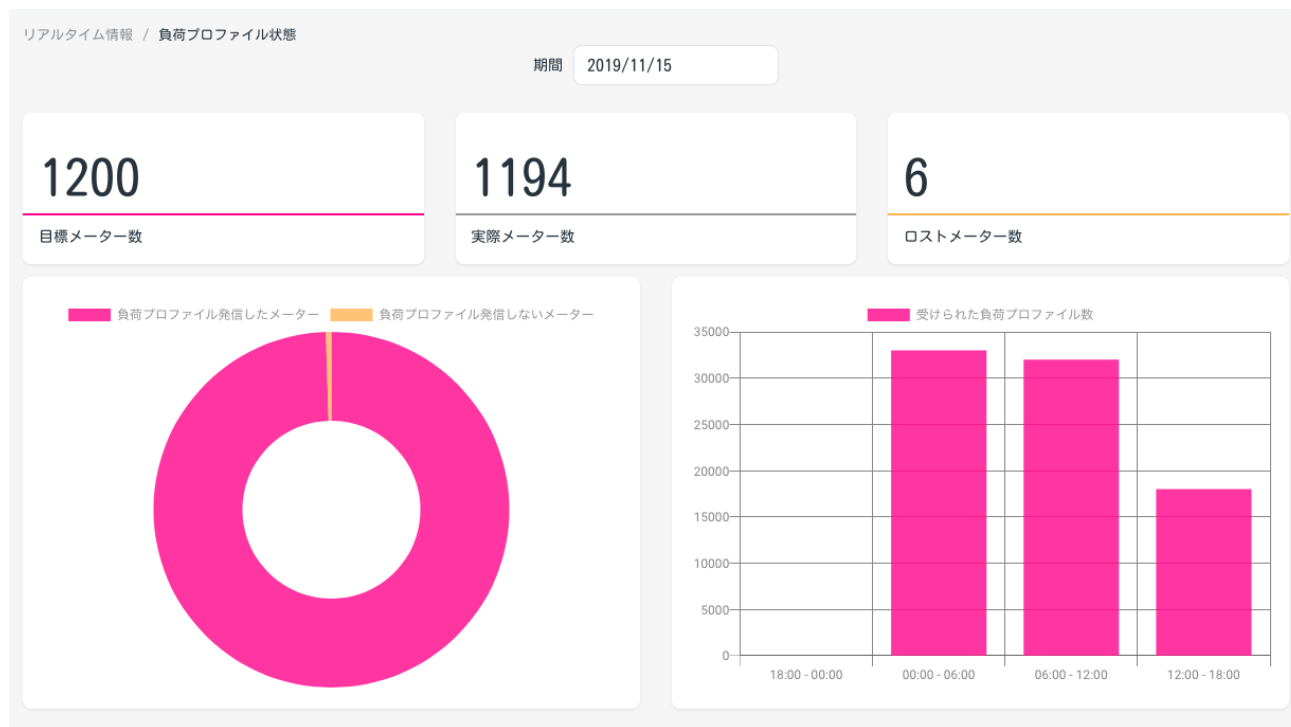 リアルタイム情報 / 負荷プロファイル状態
期間 2019/11/15
1200
目標メーター数
1194
実際メーター数
6
ロストメーター数
負荷プロファイル発信したメーター 負荷プロファイル発信しないメーター
受けられた負荷プロファイル数
35000
30000
25000
20000
15000
10000
5000
0
18:00 - 00:00 00:00 - 06:00 06:00 - 12:00 12:00 - 18:00